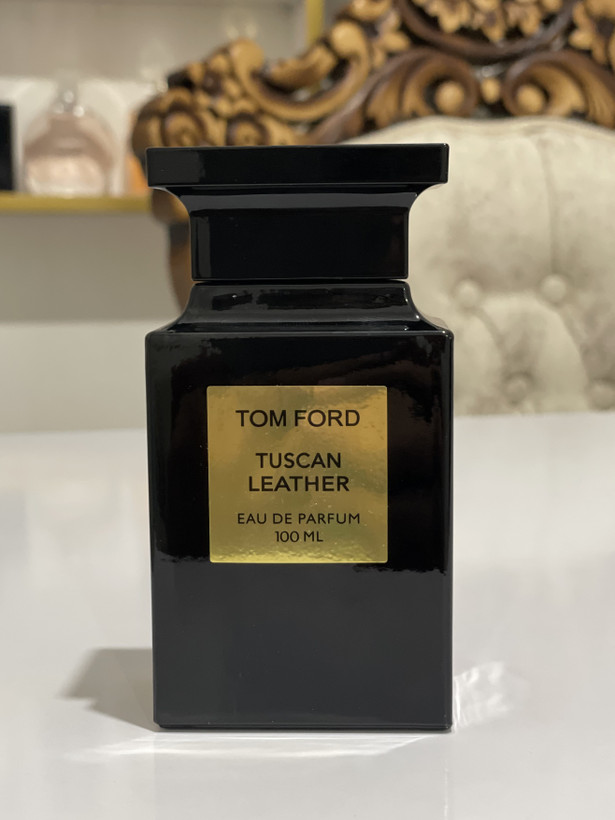 TOM FORD
TUSCAN
LEATHER
EAU DE PARFUM
100 ML